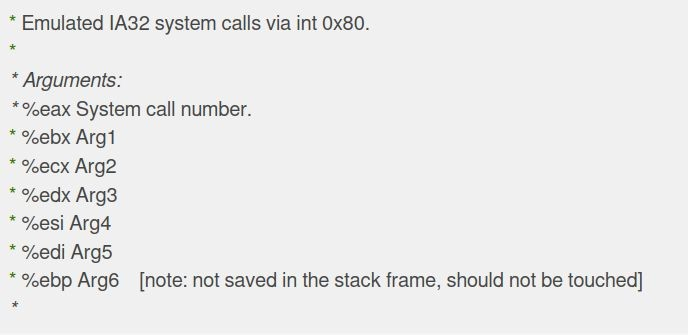 * Emulated IA32 system calls via int 0x80.
*
* Arguments:
* %eax System call number.
* %ebx Arg1
* %ecx Arg2
* %edx Arg3
* %esi Arg4
* %edi Arg5
* %ebp Arg6 [note: not saved in the stack frame, should not be touched]
*